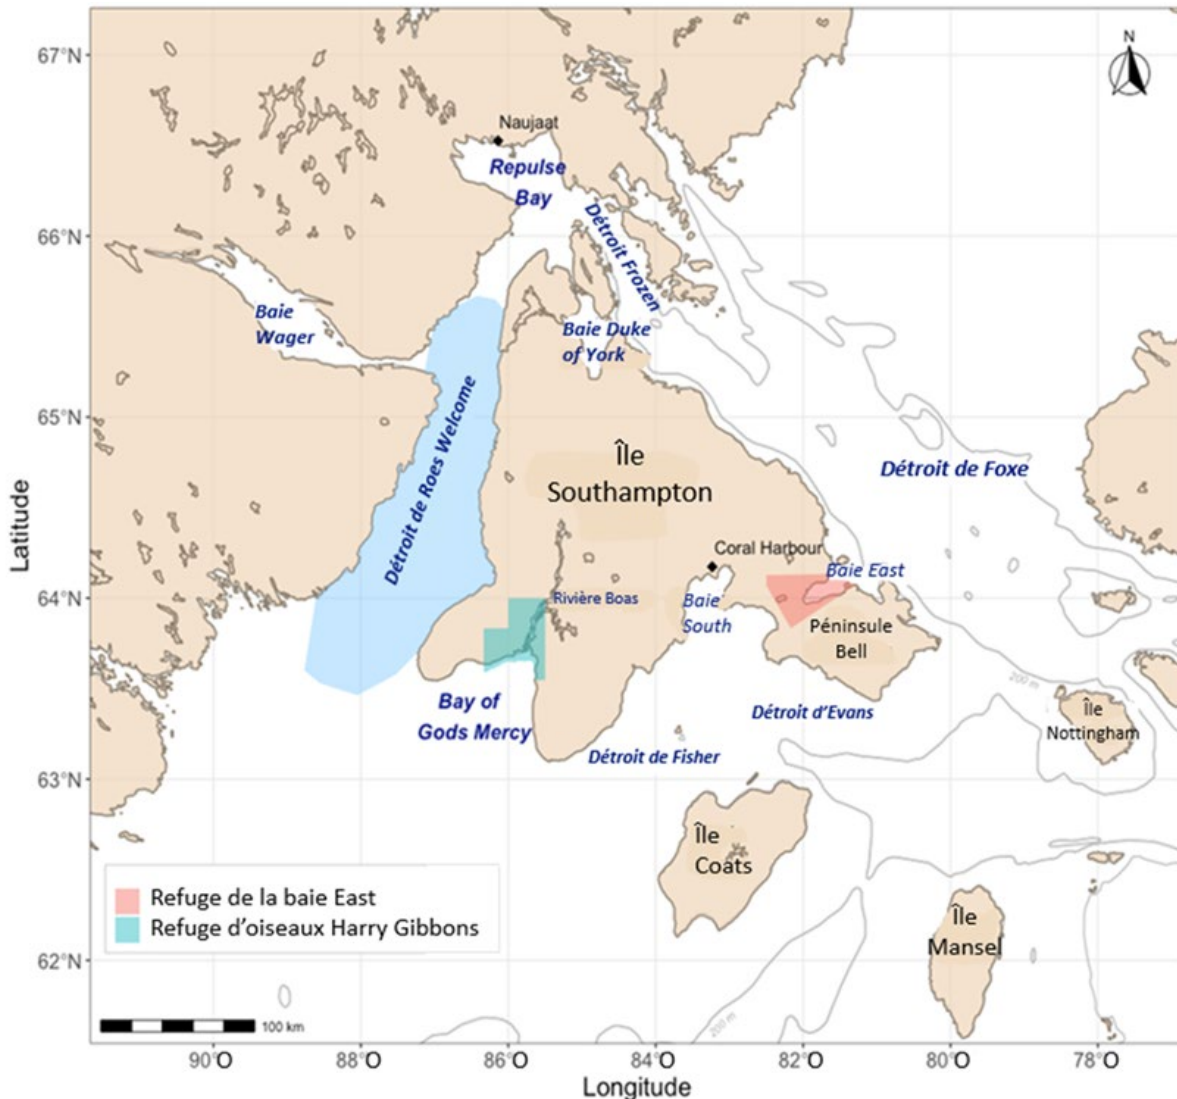 N
67°N
66°N
65°N
64°N
63°N
62°N
Latitude
Naujaat
Repulse
Bay
Détroit Frozen
Baie
Wager
Baie Duke
of York
Détroit de Roes Welcome
Île
Southampton
Détroit de Foxe
Coral Harbour
Baie East
Rivière Boas
Baie
South
Péninsule
Bell
200 m
Bay of
Gods Mercy
Détroit d'Evans
Île
Nottingham
Détroit de Fisher
Île
Coats
Refuge de la baie East
Refuge d'oiseaux Harry Gibbons
Île
Mansel
200 m
100 km
90°O
88°O
86°O
84°O
82°O
80°O
78°O
Longitude